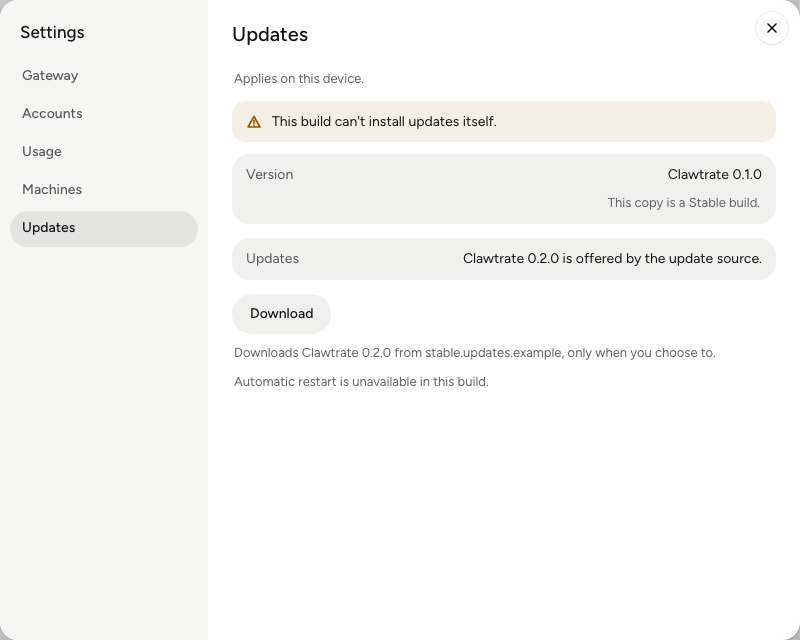 Settings
Gateway
Accounts
Usage
Machines
Updates
Updates
Applies on this device.
This build can't install updates itself.
Version
Clawtrate 0.1.0
This copy is a Stable build.
Updates
Clawtrate 0.2.0 is offered by the update source.
Download
Downloads Clawtrate 0.2.0 from stable.updates.example, only when you choose to.
Automatic restart is unavailable in this build.